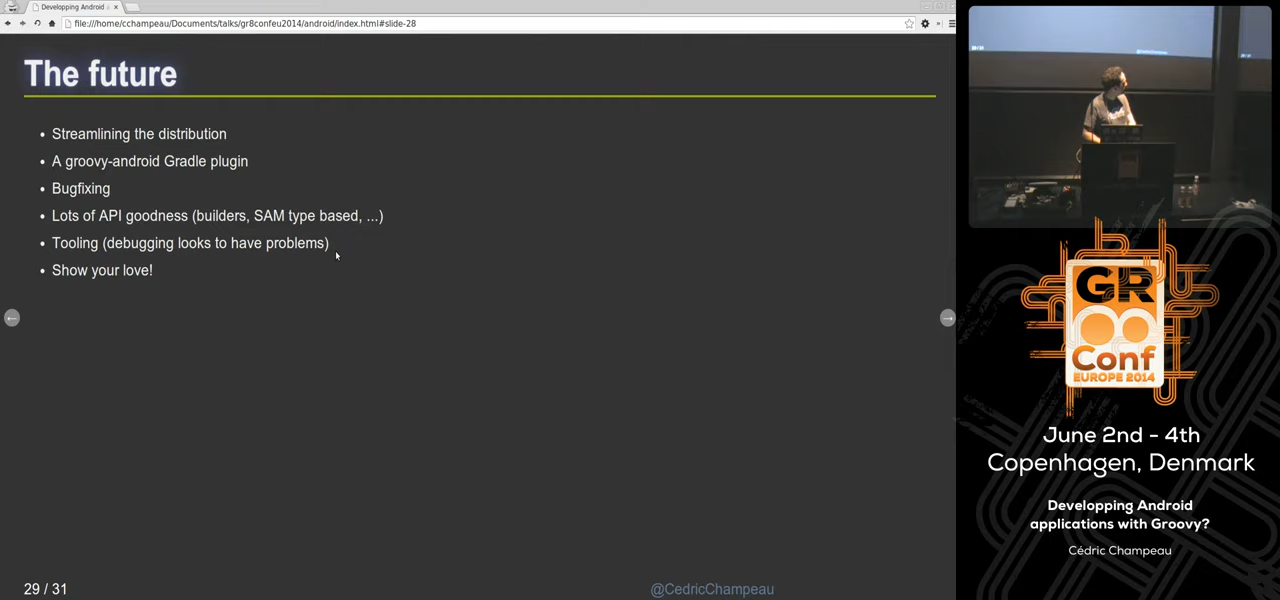 Developping Android
file:///home/cchampeau/Documents/talks/gr8confeu2014/android/index.html#slide-28
The future
• Streamlining the distribution
• A groovy-android Gradle plugin
• Bugfixing
• Lots of API goodness (builders, SAM type based, ...)
• Tooling (debugging looks to have problems)
• Show your love!
29 / 31
@CedricChampeau
GR
8
Conf
EUROPE 2014
June 2nd - 4th
Copenhagen, Denmark
Developping Android
applications with Groovy?
Cédric Champeau